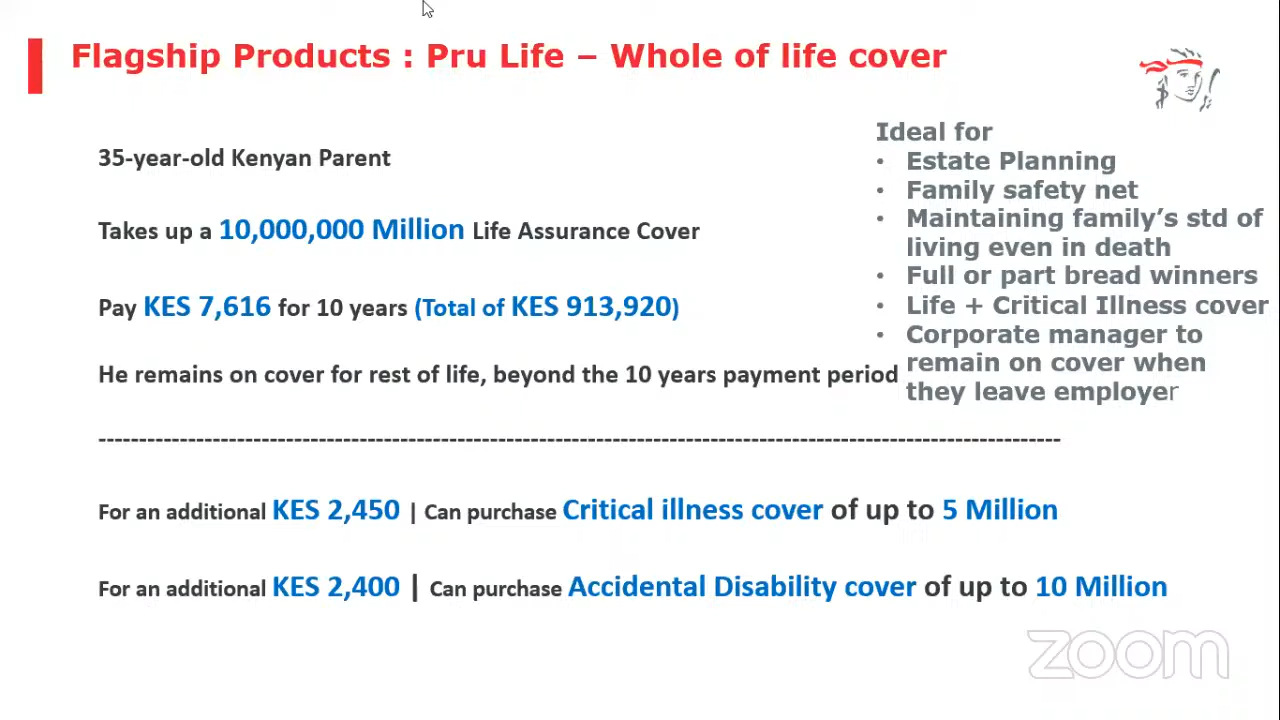 Flagship Products : Pru Life – Whole of life cover
35-year-old Kenyan Parent
Takes up a 10,000,000 Million Life Assurance Cover
Pay KES 7,616 for 10 years (Total of KES 913,920)
He remains on cover for rest of life, beyond the 10 years payment period
Ideal for
• Estate Planning
• Family safety net
• Maintaining family's std of
living even in death
• Full or part bread winners
• Life + Critical Illness cover
• Corporate manager to
remain on cover when
they leave employer
For an additional KES 2,450 | Can purchase Critical illness cover of up to 5 Million
For an additional KES 2,400 | Can purchase Accidental Disability cover of up to 10 Million
zoom